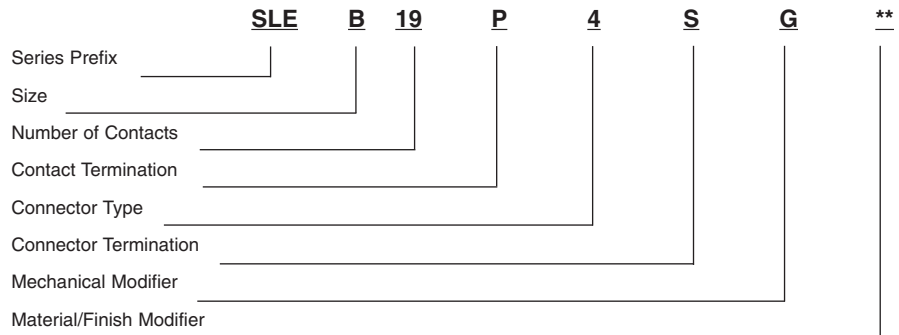 SLE B 19 P 4 S G **
Series Prefix
Size
Number of Contacts
Contact Termination
Connector Type
Connector Termination
Mechanical Modifier
Material/Finish Modifier